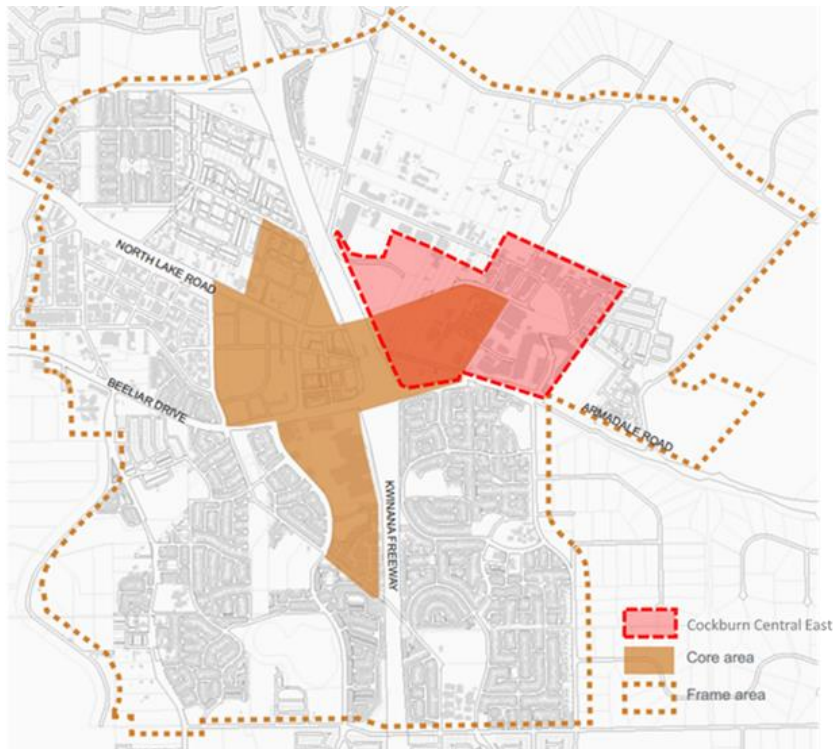 NORTH LAKE ROAD
BEELIAR DRIVE
ARMADALE ROAD
KWINANA FREEWAY
Cockburn Central East
Core area
Frame area